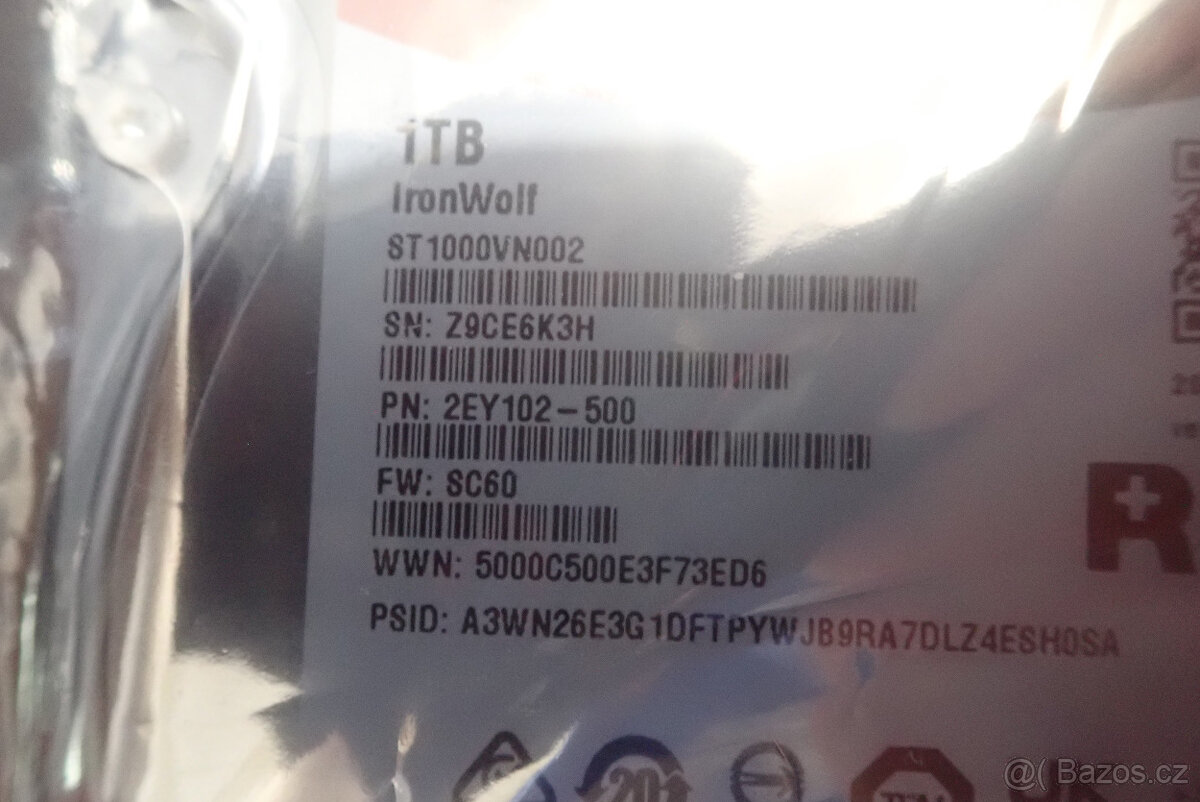 1TB
IronWolf
ST1000VN002
SN: Z9CE6K3H
PN: 2EY102-500
FW: SC60
WWN: 5000C500E3F73ED6
PSID: A3WN26E3G1DFTPYWJB9RA7DLZ4ESH0SA
R
@( Bazos.cz